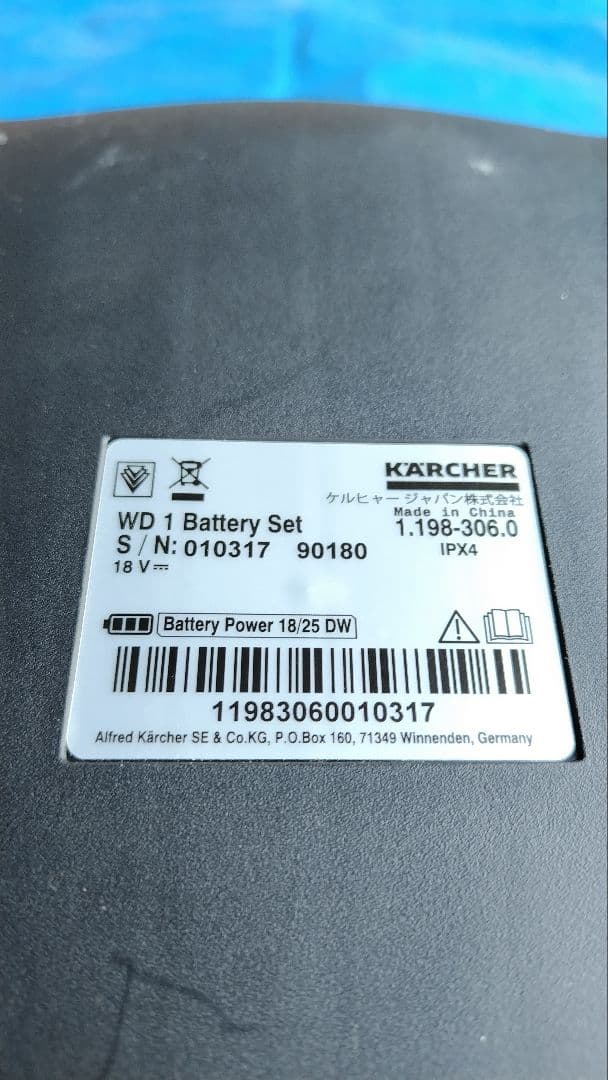 KÄRCHER
ケルヒャー ジャパン株式会社
Made in China
WD 1 Battery Set 1.198-306.0
S / N: 010317 90180 IPX4
18 V⎓
Battery Power 18/25 DW
11983060010317
Alfred Kärcher SE & Co.KG, P.O.Box 160, 71349 Winnenden, Germany